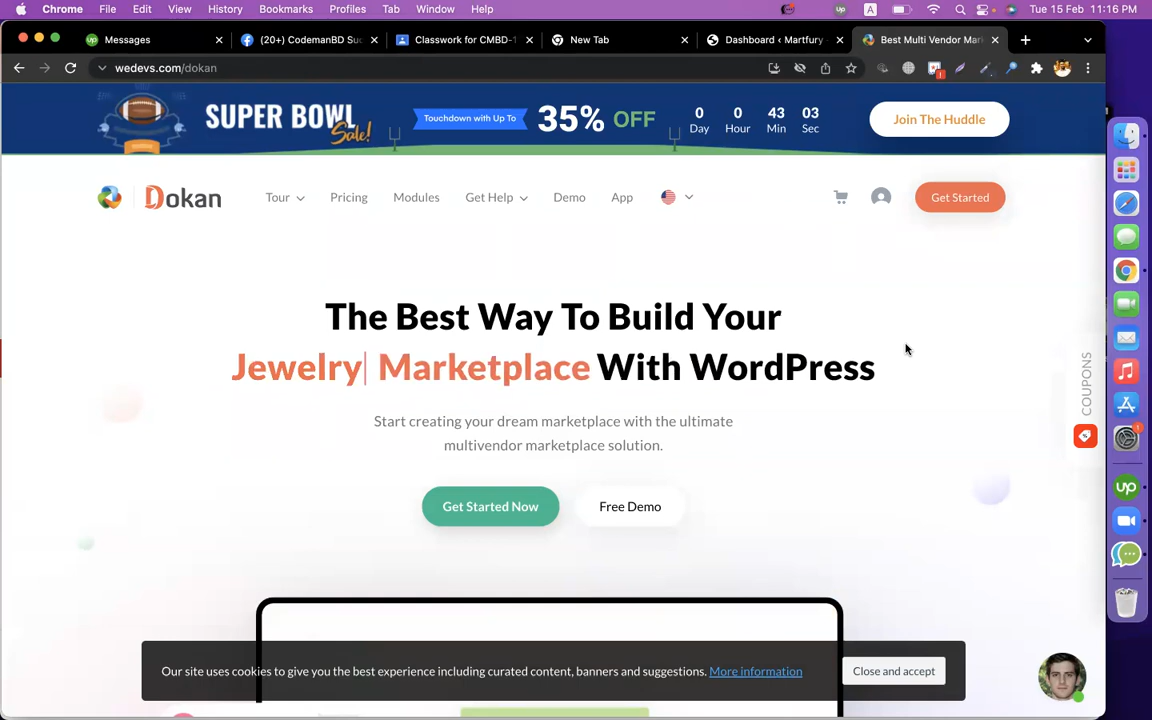 Chrome File Edit View History Bookmarks Profiles Tab Window Help A Tue 15 Feb 11:16 PM
up Messages (20+) CodemanBD Su Classwork for CMBD-1 New Tab Dashboard ‹ Martfury - Best Multi Vendor Mar
wedevs.com/dokan
SUPER BOWL Sale! Touchdown with Up To 35% OFF
0 0 43 03
Day Hour Min Sec
Join The Huddle
Dokan Tour Pricing Modules Get Help Demo App Get Started
The Best Way To Build Your
Jewelry| Marketplace With WordPress
Start creating your dream marketplace with the ultimate
multivendor marketplace solution.
Get Started Now Free Demo
COUPONS
Our site uses cookies to give you the best experience including curated content, banners and suggestions. More information Close and accept
1
up